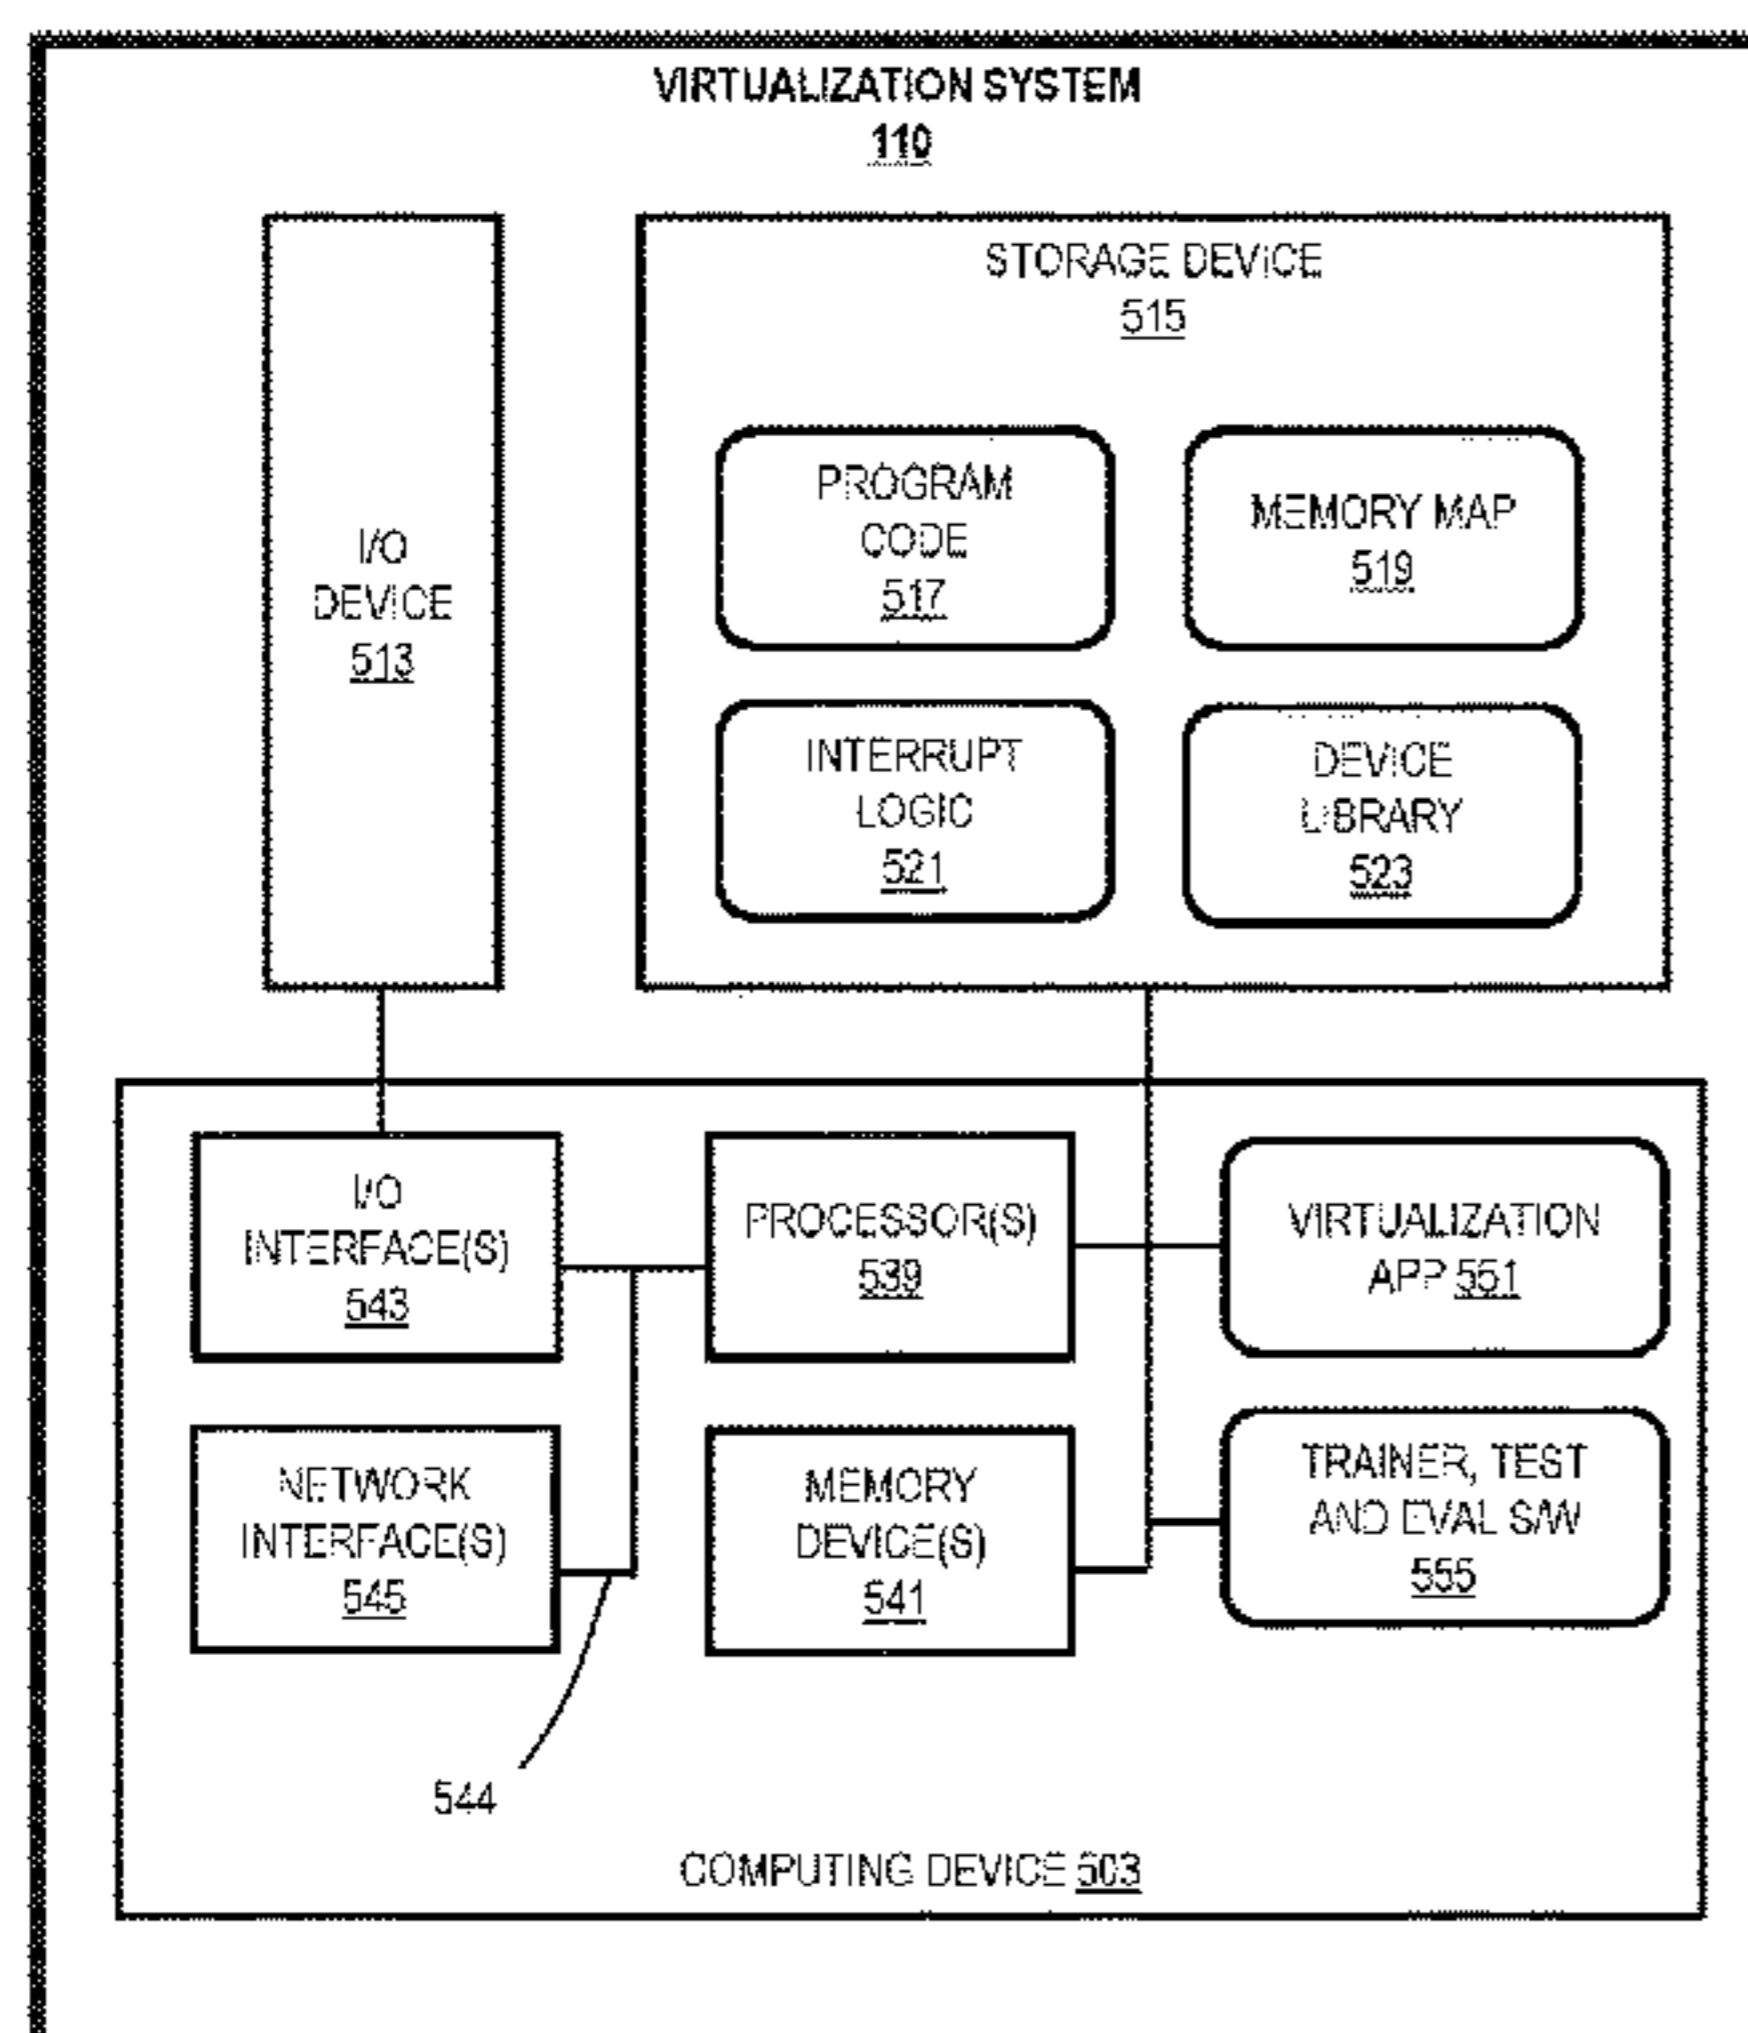 VIRTUALIZATION SYSTEM
110
I/O
DEVICE
513
STORAGE DEVICE
515
PROGRAM
CODE
517
MEMORY MAP
519
INTERRUPT
LOGIC
521
DEVICE
LIBRARY
523
I/O
INTERFACE(S)
543
PROCESSOR(S)
539
VIRTUALIZATION
APP 551
NETWORK
INTERFACE(S)
545
MEMORY
DEVICE(S)
541
TRAINER, TEST
AND EVAL S/W
555
544
COMPUTING DEVICE 503